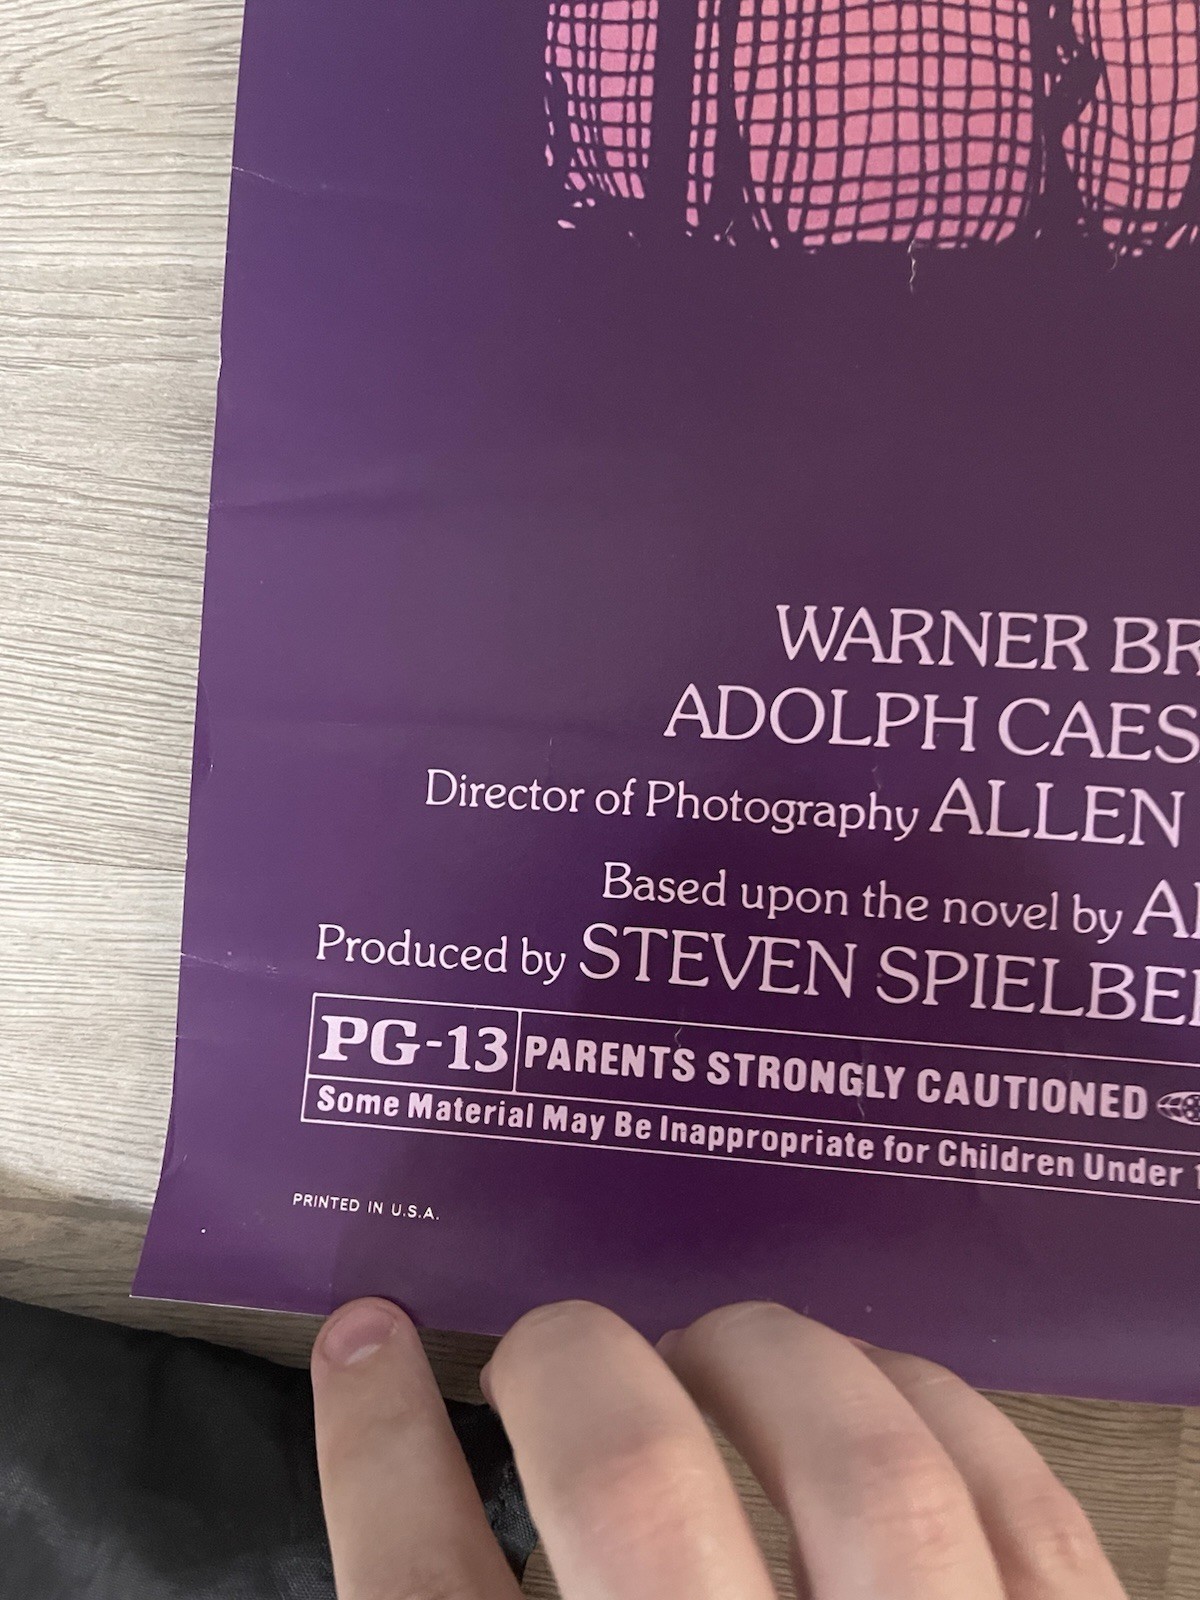 WARNER BR
ADOLPH CAES
Director of Photography ALLEN
Based upon the novel by A
Produced by STEVEN SPIELBE
PG-13 PARENTS STRONGLY CAUTIONED
Some Material May Be Inappropriate for Children Under 1
PRINTED IN U.S.A.